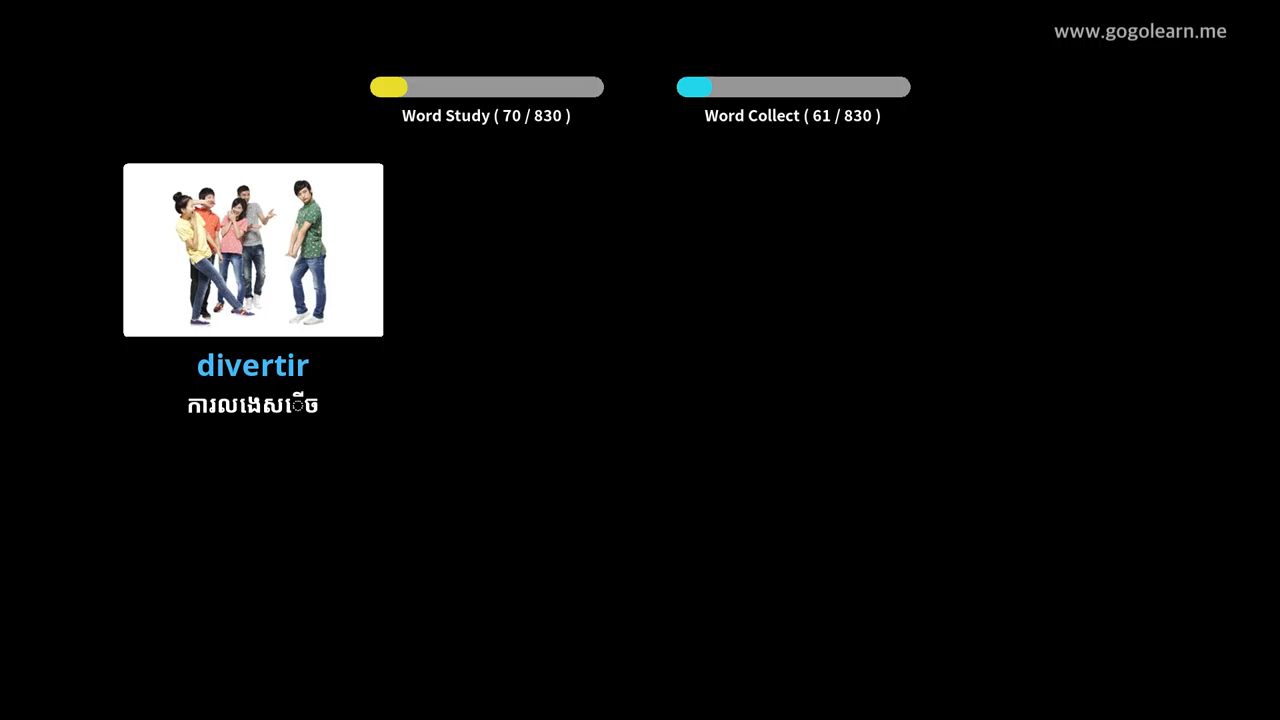 www.gogolearn.me
Word Study ( 70 / 830 )
Word Collect ( 61 / 830 )
divertir
ការលងេសើច